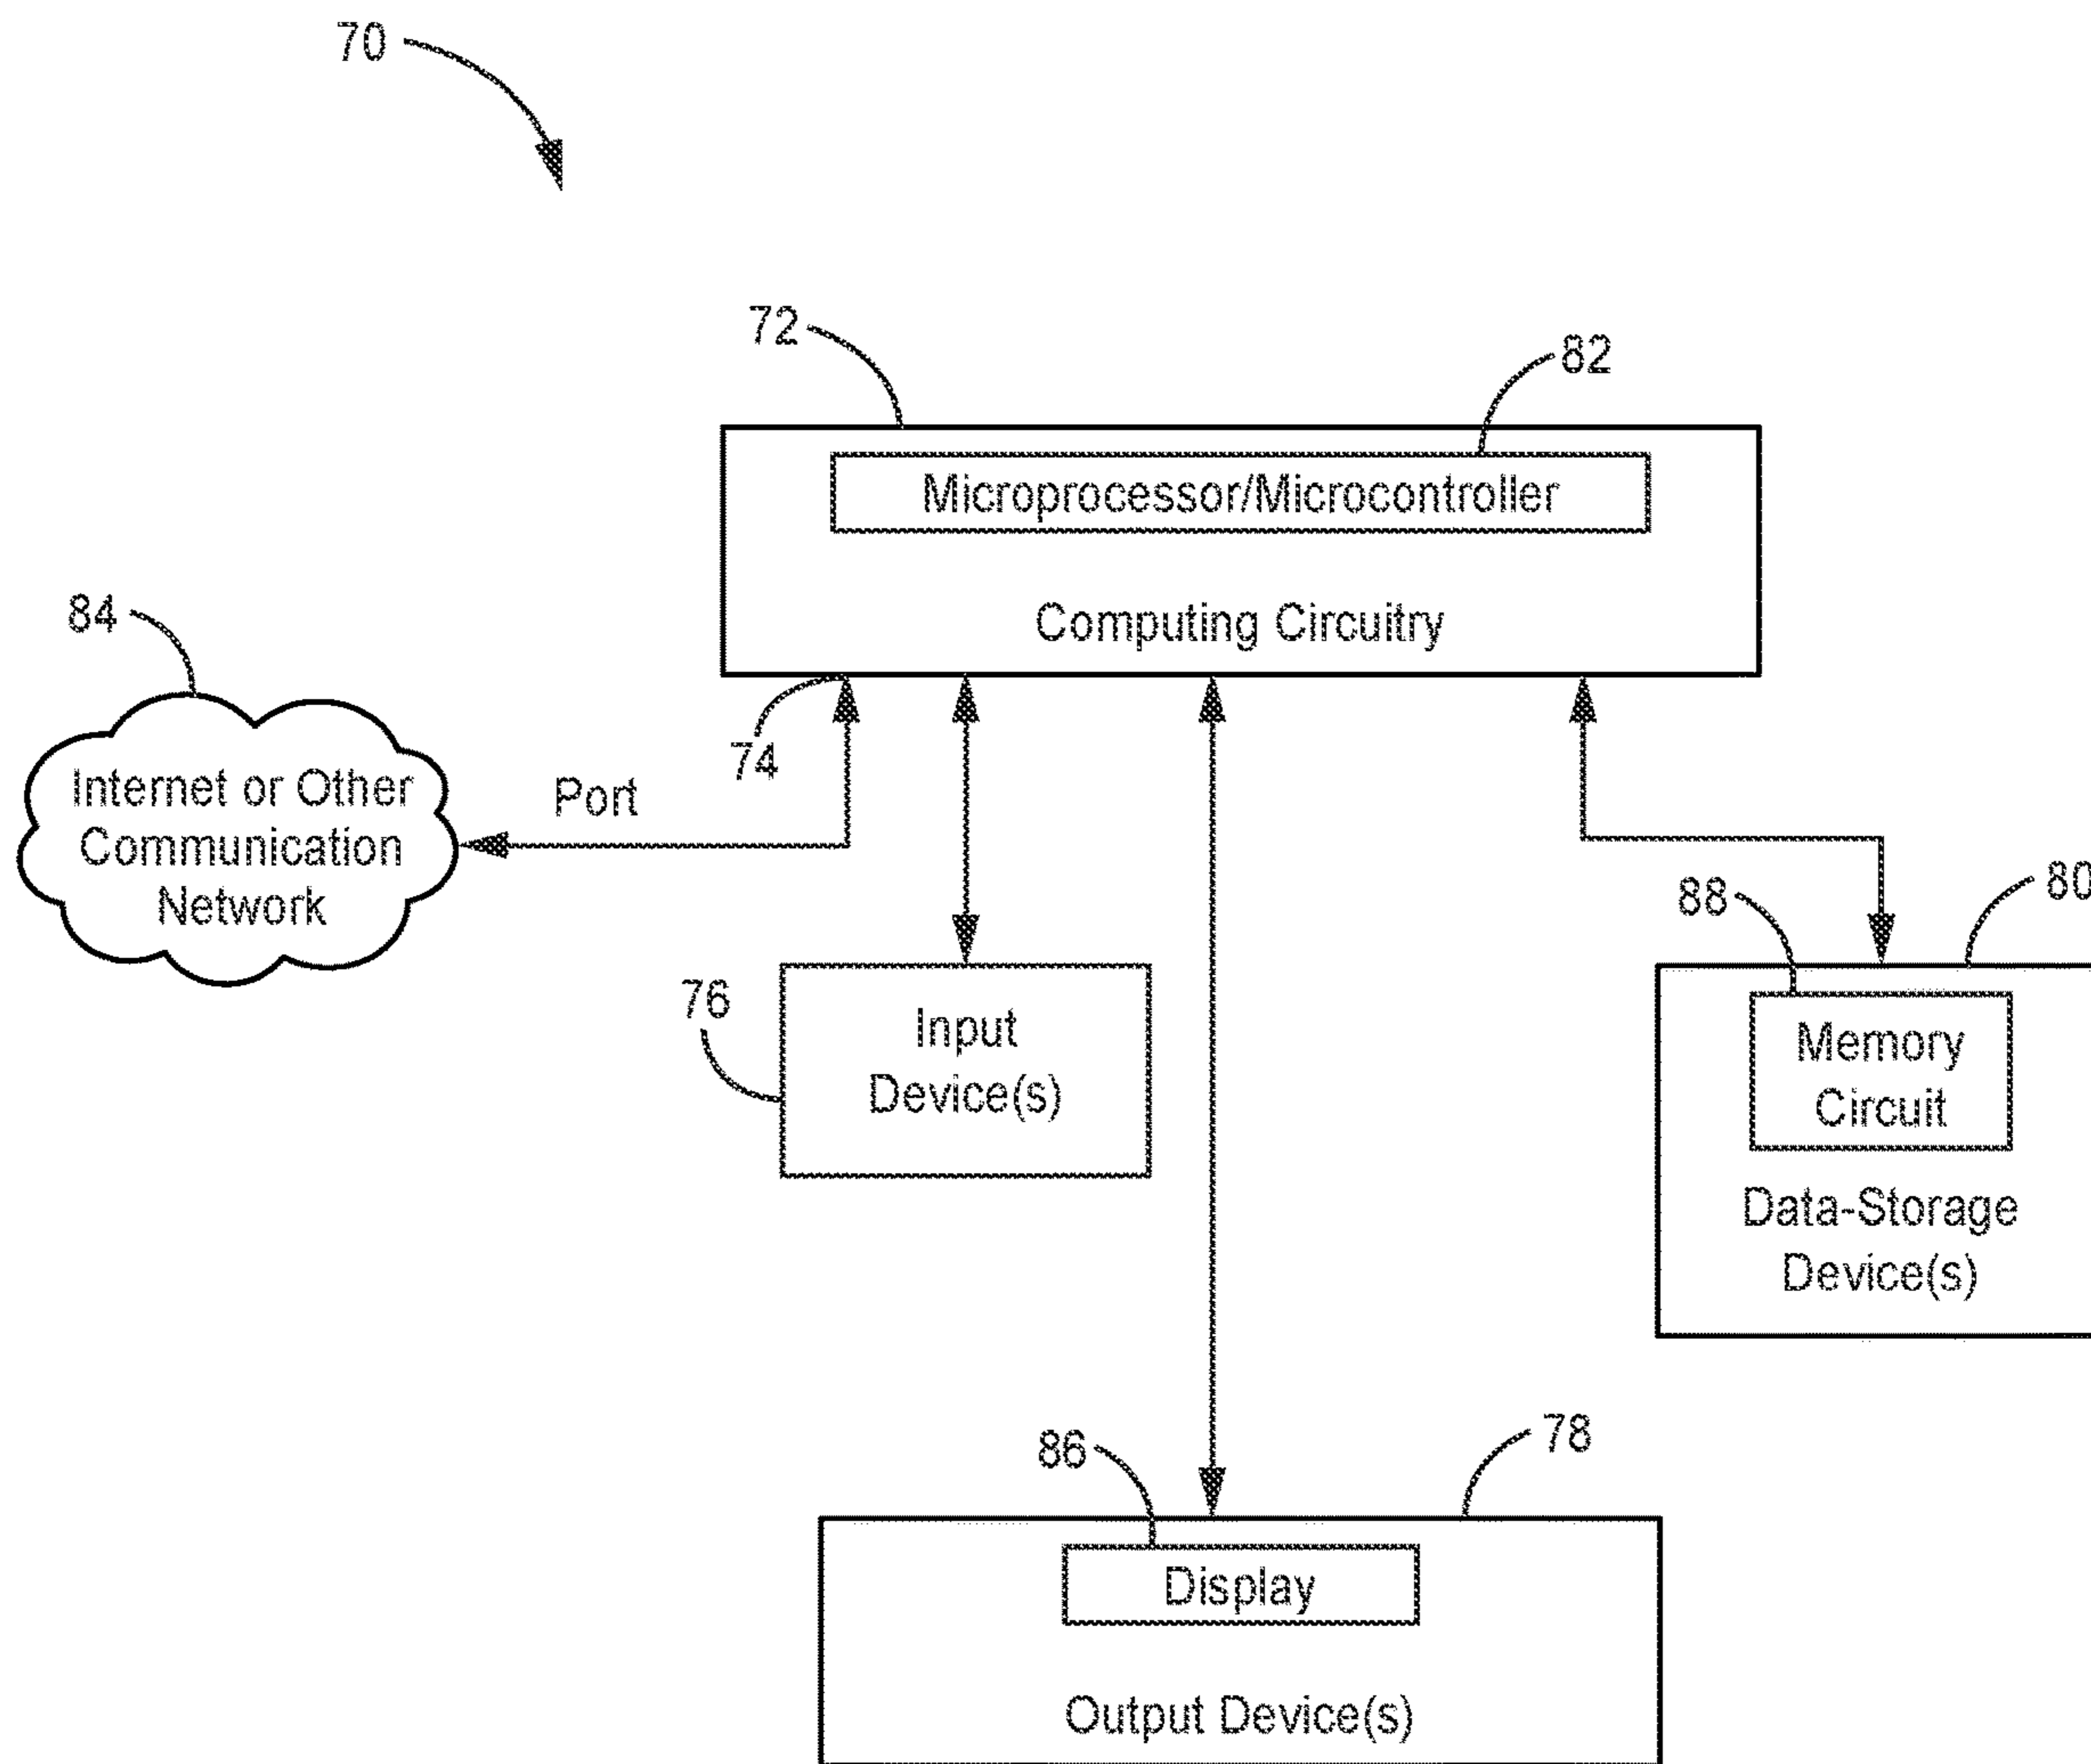 70
72
82
Microprocessor/Microcontroller
Computing Circuitry
84
74
Internet or Other
Communication
Network
Port
76
Input
Device(s)
88
80
Memory
Circuit
Data-Storage
Device(s)
86
78
Display
Output Device(s)